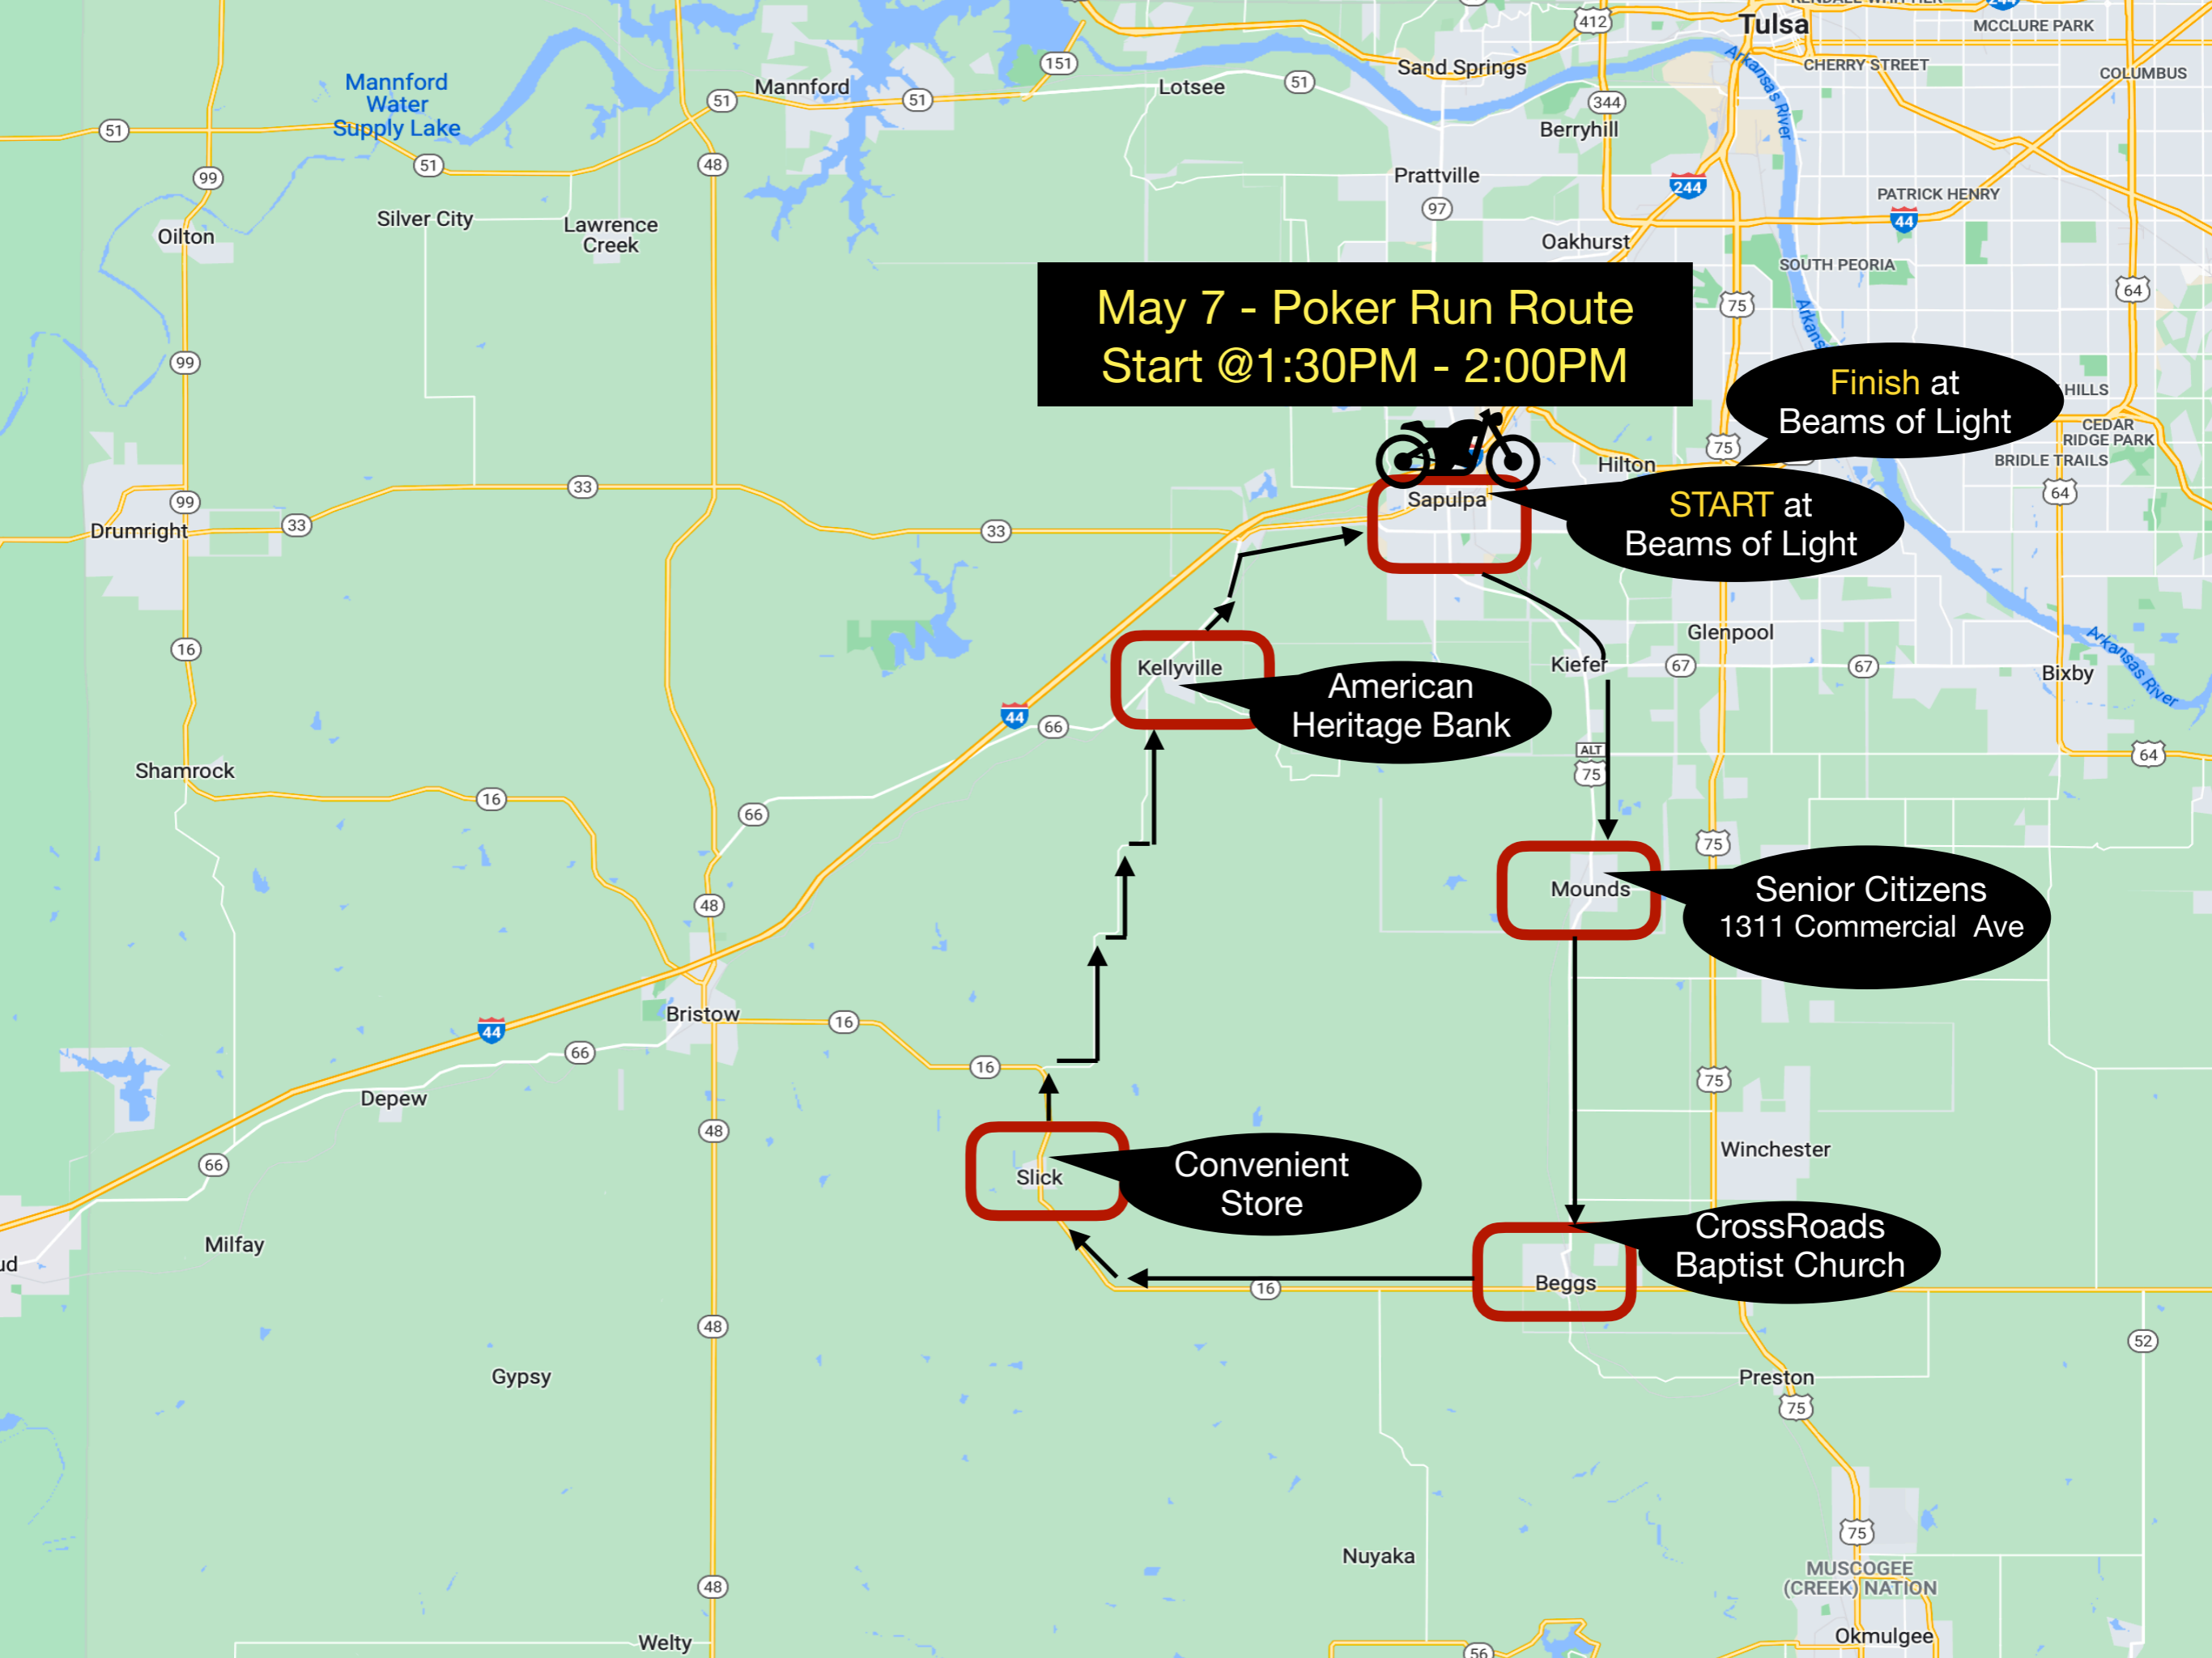 May 7 - Poker Run Route
Start @1:30PM - 2:00PM
Finish at
Beams of Light
START at
Beams of Light
American
Heritage Bank
Senior Citizens
1311 Commercial Ave
Convenient
Store
CrossRoads
Baptist Church
Tulsa
MCCLURE PARK
412
Arkansas River
CHERRY STREET
COLUMBUS
Mannford
Water
Supply Lake
Mannford
151
Lotsee
51
Sand Springs
51
51
51
51
344
Berryhill
99
48
Prattville
97
244
PATRICK HENRY
44
Silver City
Lawrence
Creek
Oilton
Oakhurst
SOUTH PEORIA
75
64
99
HILLS
CEDAR
RIDGE PARK
BRIDLE TRAILS
75
Hilton
64
Sapulpa
33
99
Drumright
33
33
16
Kellyville
Kiefer
Glenpool
67
67
Bixby
Arkansas River
44
66
ALT
75
64
Shamrock
16
66
75
Mounds
48
Bristow
16
44
66
16
75
Depew
48
Winchester
66
Slick
Milfay
16
Beggs
48
52
Gypsy
Preston
75
75
Nuyaka
MUSCOGEE
(CREEK) NATION
48
Welty
Okmulgee
56